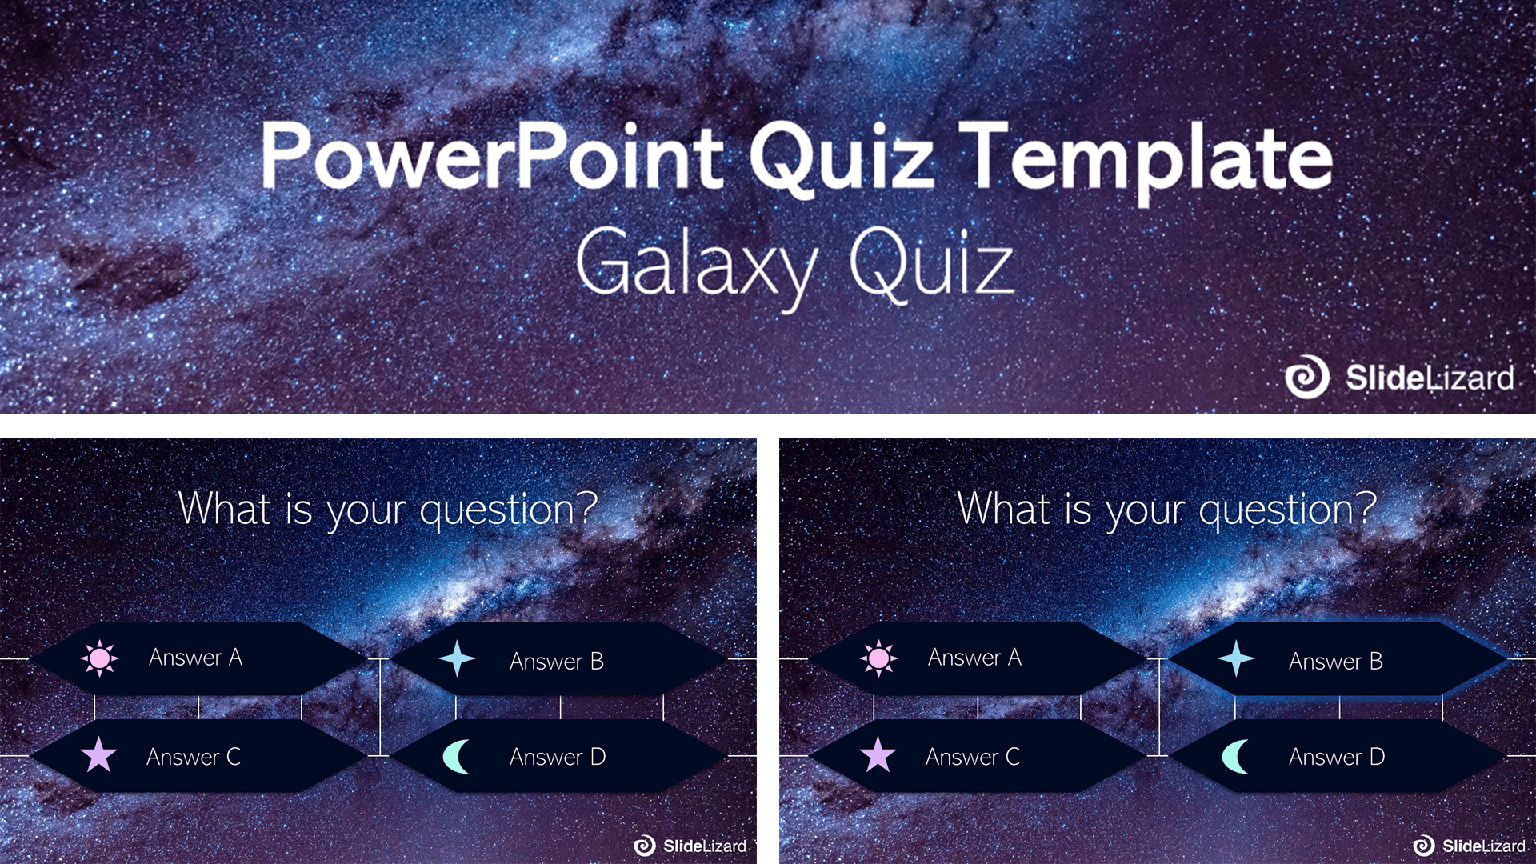 PowerPoint Quiz Template
Galaxy Quiz
SlideLizard
What is your question?
Answer A
Answer B
Answer C
Answer D
SlideLizard
What is your question?
Answer A
Answer B
Answer C
Answer D
SlideLizard